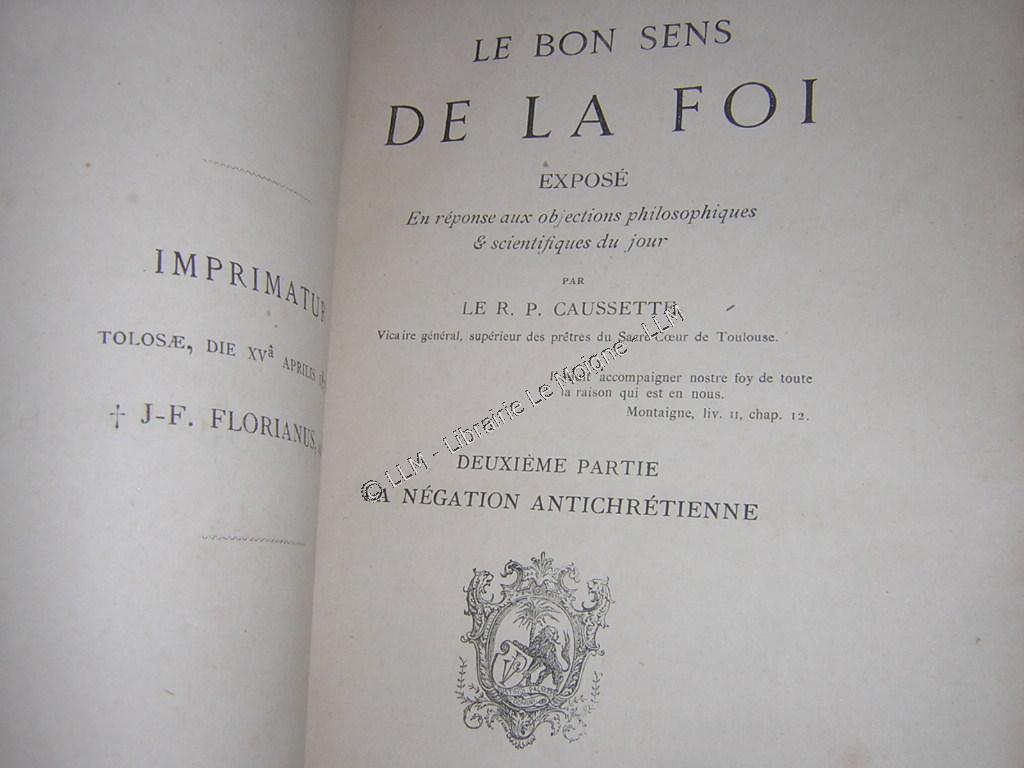 IMPRIMATUR
TOLOSÆ, DIE XVâ APRILIS
† J-F. FLORIANUS,
LE BON SENS
DE LA FOI
EXPOSÉ
En réponse aux objections philosophiques
& scientifiques du jour
PAR
LE R. P. CAUSSETTE
Vicaire général, supérieur des prêtres du Sacré-Cœur de Toulouse.
accompagner nostre foy de toute
la raison qui est en nous.
Montaigne, liv. II, chap. 12.
DEUXIÈME PARTIE
LA NÉGATION ANTICHRÉTIENNE
© LLM - Librairie Le Moigne - LLM